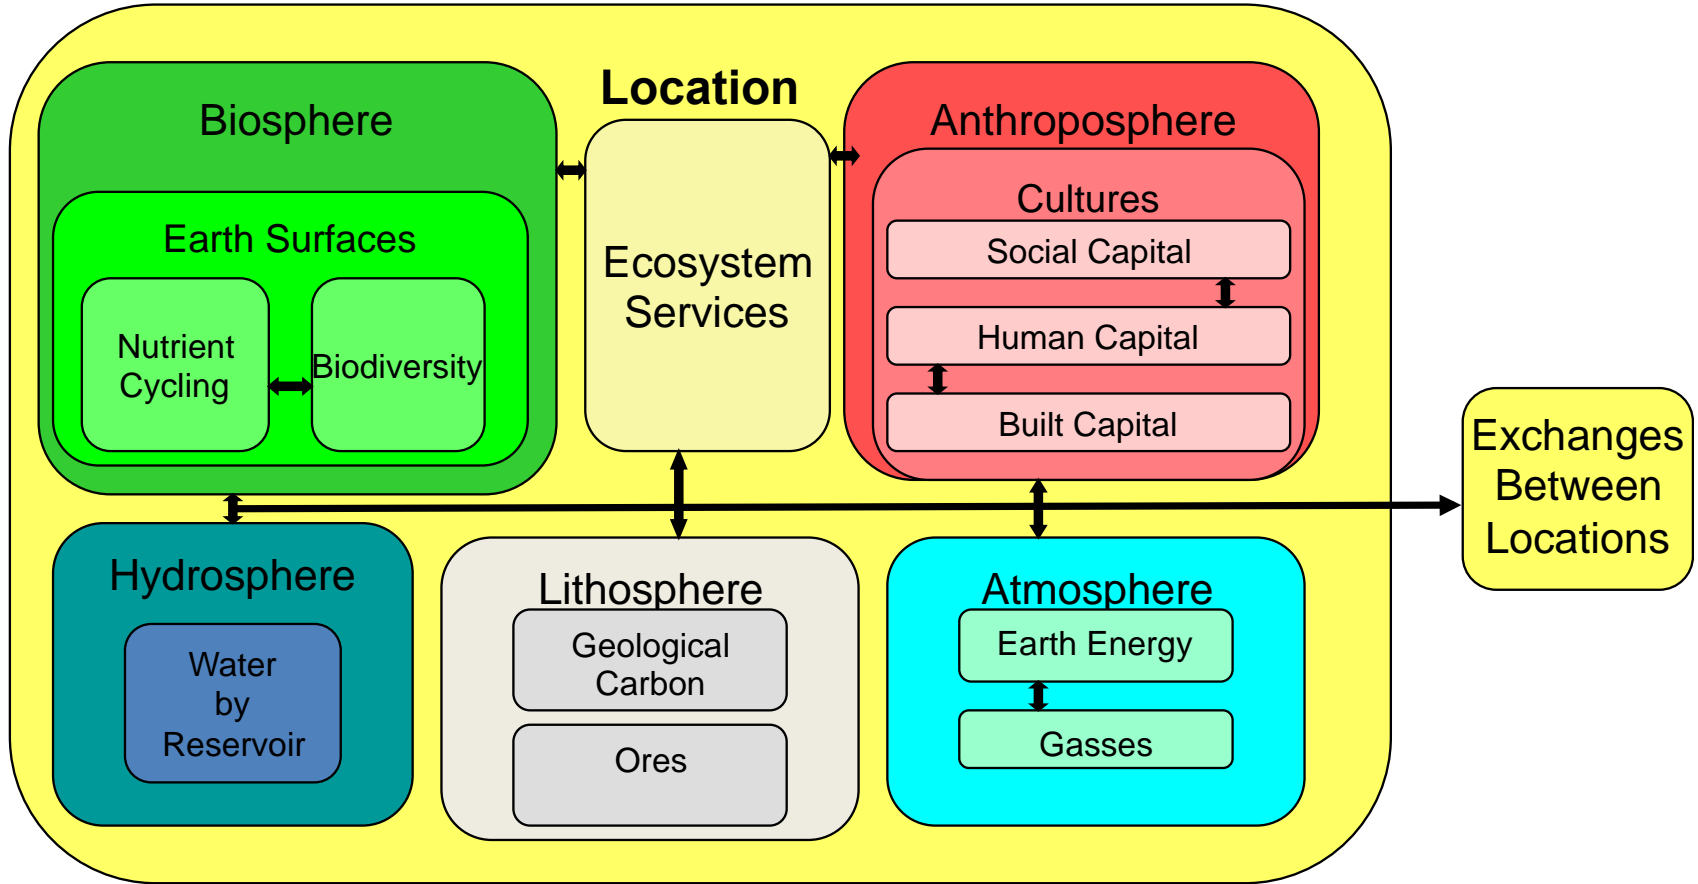 Location
Biosphere
Earth Surfaces
Nutrient
Cycling
Biodiversity
Ecosystem
Services
Anthroposphere
Cultures
Social Capital
Human Capital
Built Capital
Exchanges
Between
Locations
Hydrosphere
Water
by
Reservoir
Lithosphere
Geological
Carbon
Ores
Atmosphere
Earth Energy
Gasses